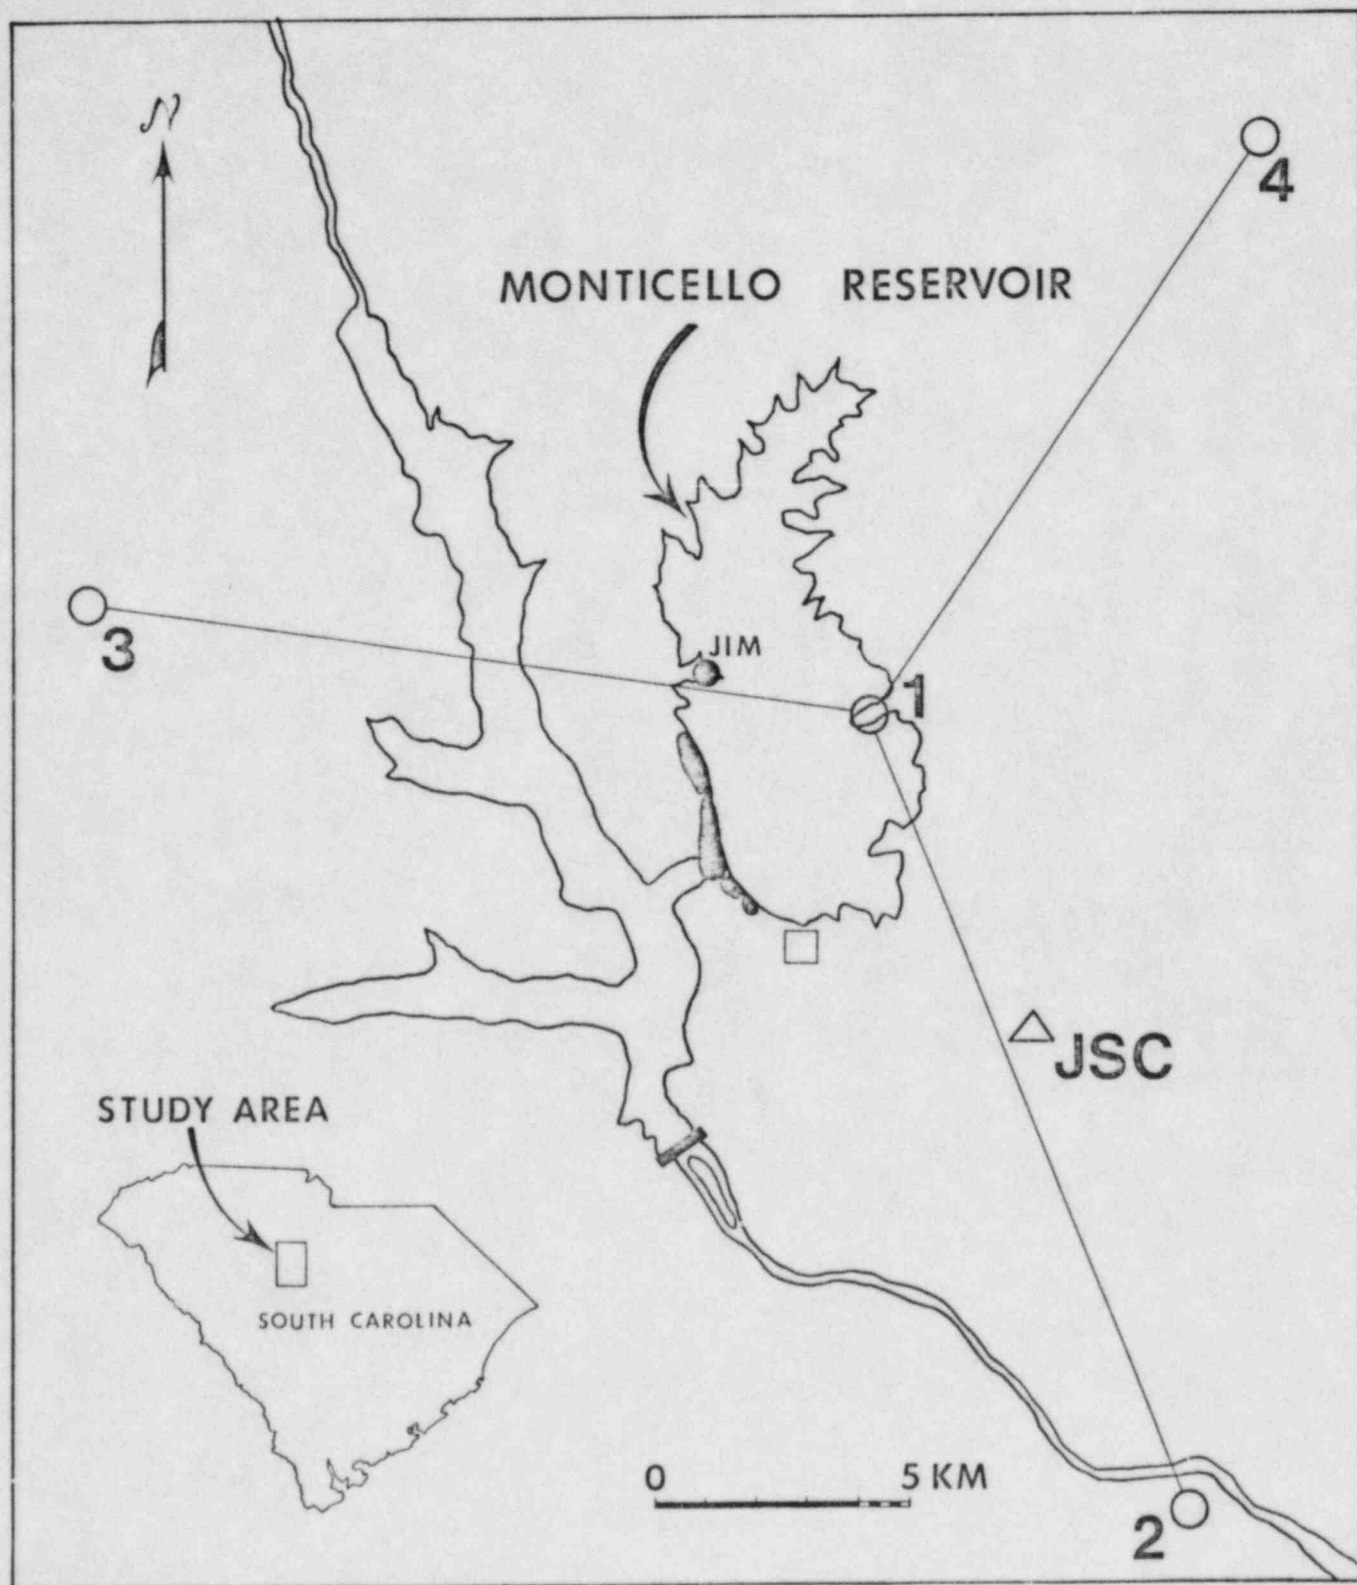 N
4
MONTICELLO RESERVOIR
3
JIM
1
JSC
STUDY AREA
SOUTH CAROLINA
0 5 KM
2